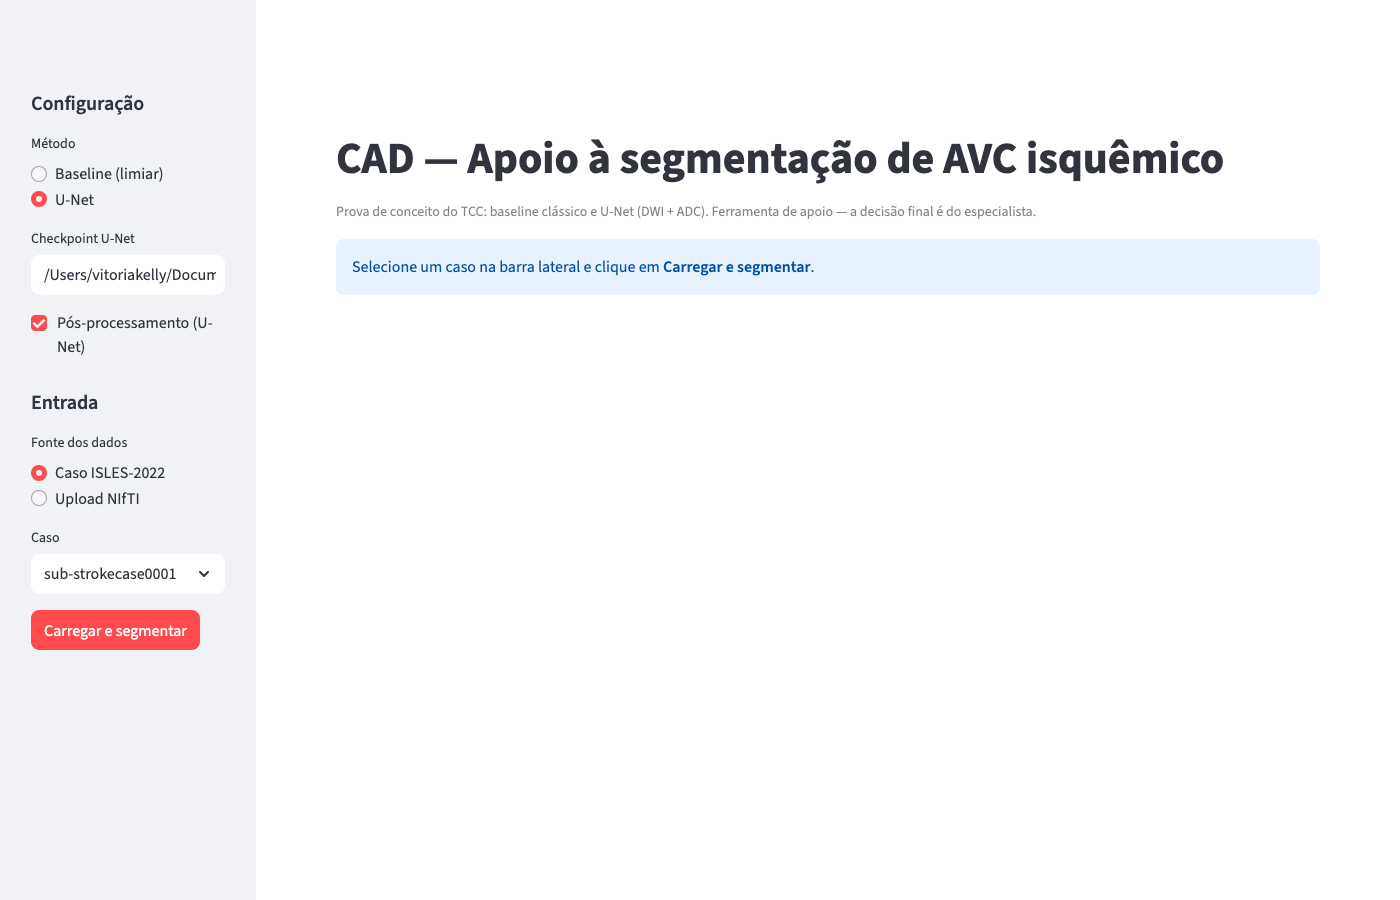 Configuração
Método
Baseline (limiar)
U-Net
Checkpoint U-Net
/Users/vitoriakelly/Docum
Pós-processamento (U-
Net)
Entrada
Fonte dos dados
Caso ISLES-2022
Upload NIfTI
Caso
sub-strokecase0001
Carregar e segmentar
CAD — Apoio à segmentação de AVC isquêmico
Prova de conceito do TCC: baseline clássico e U-Net (DWI + ADC). Ferramenta de apoio — a decisão final é do especialista.
Selecione um caso na barra lateral e clique em Carregar e segmentar.